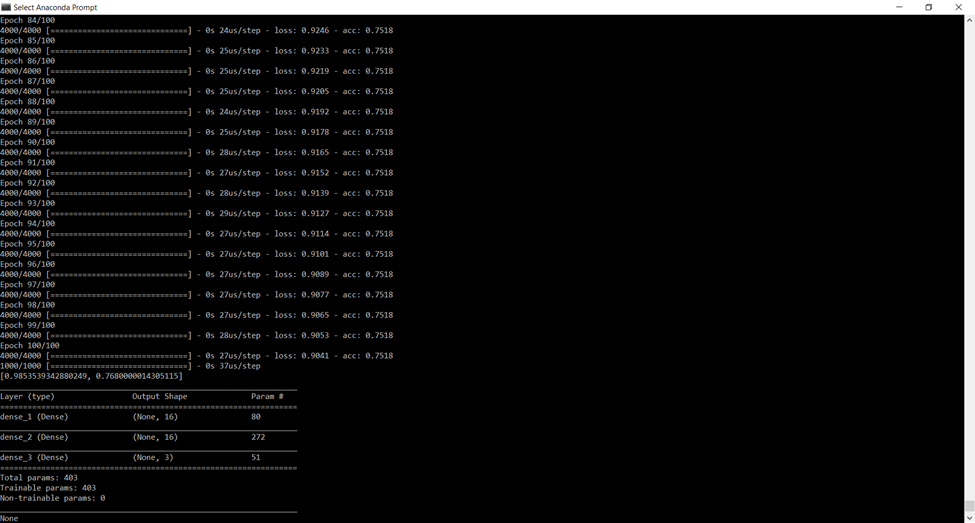 Select Anaconda Prompt
Epoch 84/100
4000/4000 [==============================] - 0s 24us/step - loss: 0.9246 - acc: 0.7518
Epoch 85/100
4000/4000 [==============================] - 0s 25us/step - loss: 0.9233 - acc: 0.7518
Epoch 86/100
4000/4000 [==============================] - 0s 25us/step - loss: 0.9219 - acc: 0.7518
Epoch 87/100
4000/4000 [==============================] - 0s 25us/step - loss: 0.9205 - acc: 0.7518
Epoch 88/100
4000/4000 [==============================] - 0s 24us/step - loss: 0.9192 - acc: 0.7518
Epoch 89/100
4000/4000 [==============================] - 0s 25us/step - loss: 0.9178 - acc: 0.7518
Epoch 90/100
4000/4000 [==============================] - 0s 28us/step - loss: 0.9165 - acc: 0.7518
Epoch 91/100
4000/4000 [==============================] - 0s 27us/step - loss: 0.9152 - acc: 0.7518
Epoch 92/100
4000/4000 [==============================] - 0s 28us/step - loss: 0.9139 - acc: 0.7518
Epoch 93/100
4000/4000 [==============================] - 0s 29us/step - loss: 0.9127 - acc: 0.7518
Epoch 94/100
4000/4000 [==============================] - 0s 27us/step - loss: 0.9114 - acc: 0.7518
Epoch 95/100
4000/4000 [==============================] - 0s 27us/step - loss: 0.9101 - acc: 0.7518
Epoch 96/100
4000/4000 [==============================] - 0s 27us/step - loss: 0.9089 - acc: 0.7518
Epoch 97/100
4000/4000 [==============================] - 0s 27us/step - loss: 0.9077 - acc: 0.7518
Epoch 98/100
4000/4000 [==============================] - 0s 27us/step - loss: 0.9065 - acc: 0.7518
Epoch 99/100
4000/4000 [==============================] - 0s 28us/step - loss: 0.9053 - acc: 0.7518
Epoch 100/100
4000/4000 [==============================] - 0s 27us/step - loss: 0.9041 - acc: 0.7518
1000/1000 [==============================] - 0s 37us/step
[0.9853539342880249, 0.7680000014305115]
_________________________________________________________________
Layer (type)                 Output Shape              Param #
=================================================================
dense_1 (Dense)              (None, 16)                80
_________________________________________________________________
dense_2 (Dense)              (None, 16)                272
_________________________________________________________________
dense_3 (Dense)              (None, 3)                 51
=================================================================
Total params: 403
Trainable params: 403
Non-trainable params: 0
_________________________________________________________________
None